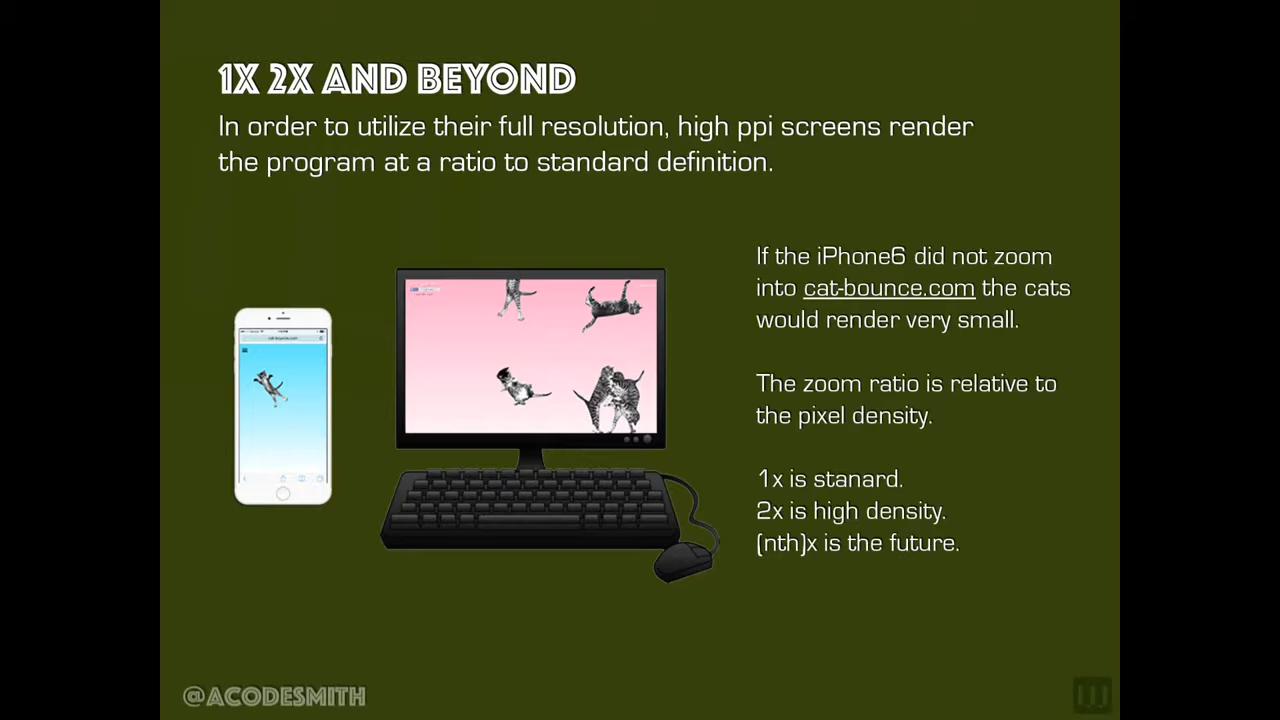 1X 2X AND BEYOND
In order to utilize their full resolution, high ppi screens render
the program at a ratio to standard definition.
If the iPhone6 did not zoom
into cat-bounce.com the cats
would render very small.
The zoom ratio is relative to
the pixel density.
1x is stanard.
2x is high density.
(nth)x is the future.
@ACODESMITH